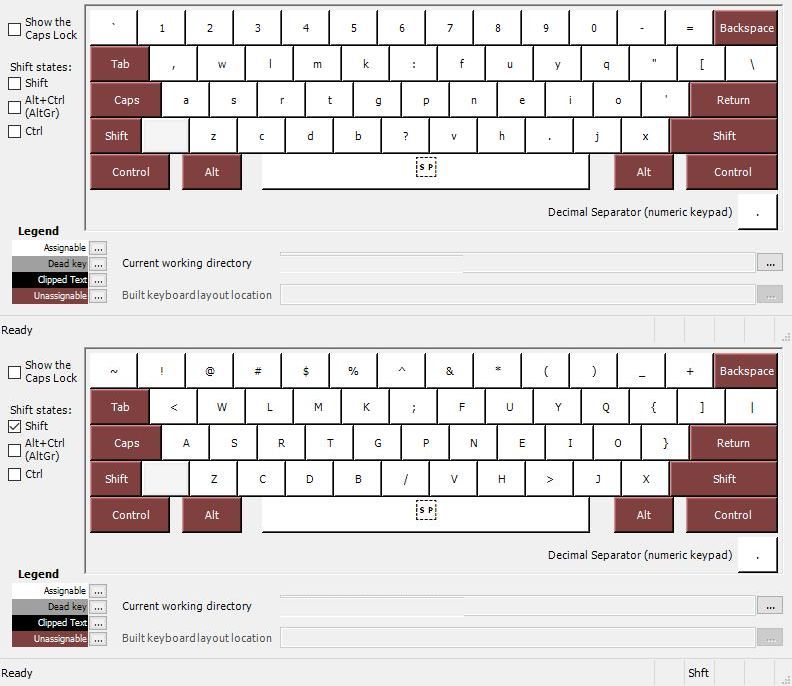 Show the
Caps Lock
` 1 2 3 4 5 6 7 8 9 0 - = Backspace
Shift states:
Tab , w l m k : f u y q " [ \
Shift
Alt+Ctrl
(AltGr)
Caps a s r t g p n e i o ' Return
Ctrl
Shift z c d b ? v h . j x Shift
Control Alt SP Alt Control
Decimal Separator (numeric keypad) .
Legend
Assignable ...
Dead key ... Current working directory ...
Clipped Text ...
Unassignable ... Built keyboard layout location ...
Ready
Show the
Caps Lock
~ ! @ # $ % ^ & * ( ) _ + Backspace
Shift states:
Tab < W L M K ; F U Y Q { ] |
Shift
Alt+Ctrl
(AltGr)
Caps A S R T G P N E I O } Return
Ctrl
Shift Z C D B / V H > J X Shift
Control Alt SP Alt Control
Decimal Separator (numeric keypad) .
Legend
Assignable ...
Dead key ... Current working directory ...
Clipped Text ...
Unassignable ... Built keyboard layout location ...
Ready Shft